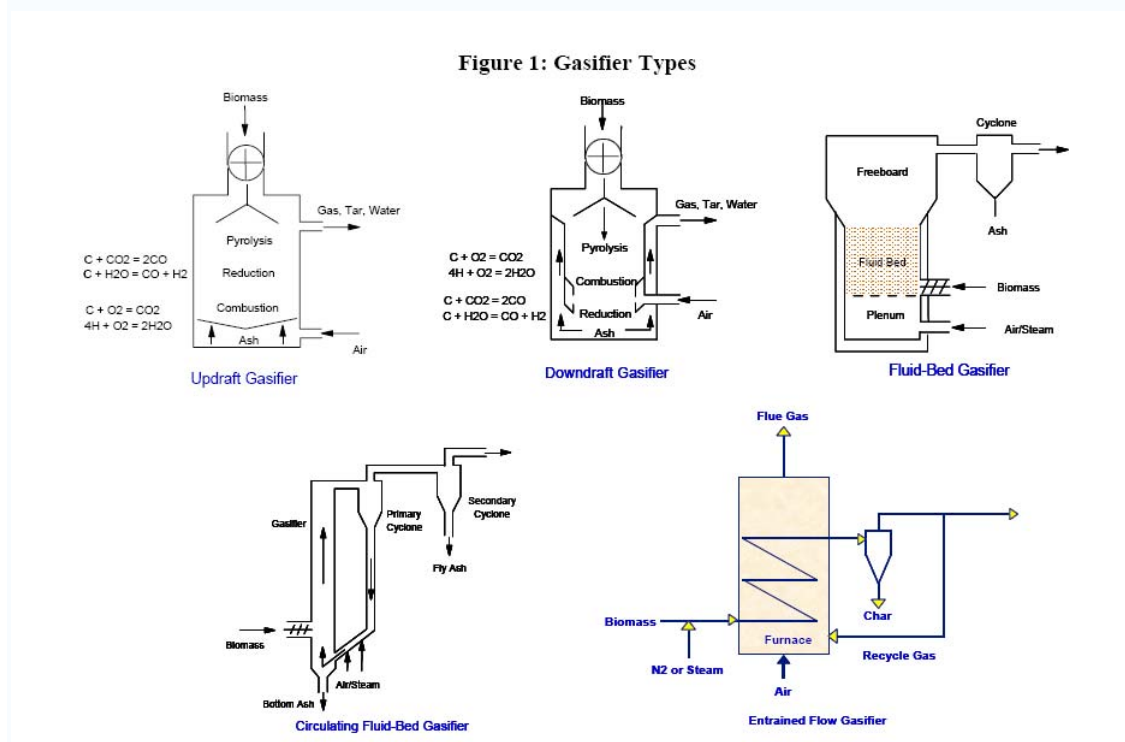 Figure 1: Gasifier Types
Biomass
Gas, Tar, Water
Pyrolysis
C + CO2 = 2CO
C + H2O = CO + H2
Reduction
C + O2 = CO2
4H + O2 = 2H2O
Combustion
Ash
Air
Updraft Gasifier
Biomass
Gas, Tar, Water
Pyrolysis
C + O2 = CO2
4H + O2 = 2H2O
Combustion
C + CO2 = 2CO
C + H2O = CO + H2
Reduction
Ash
Air
Downdraft Gasifier
Cyclone
Freeboard
Ash
Fluid Bed
Biomass
Plenum
Air/Steam
Fluid-Bed Gasifier
Gasifier
Primary
Cyclone
Secondary
Cyclone
Fly Ash
Biomass
Air/Steam
Bottom Ash
Circulating Fluid-Bed Gasifier
Flue Gas
Biomass
Char
Furnace
Recycle Gas
N2 or Steam
Air
Entrained Flow Gasifier